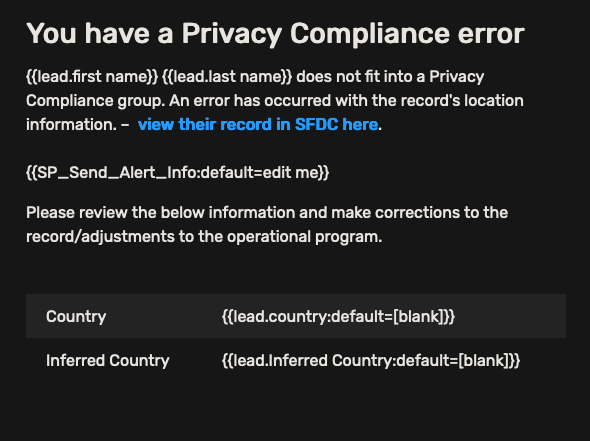 You have a Privacy Compliance error
{{lead.first name}} {{lead.last name}} does not fit into a Privacy
Compliance group. An error has occurred with the record's location
information. – view their record in SFDC here.
{{SP_Send_Alert_Info:default=edit me}}
Please review the below information and make corrections to the
record/adjustments to the operational program.
Country {{lead.country:default=[blank]}}
Inferred Country {{lead.Inferred Country:default=[blank]}}